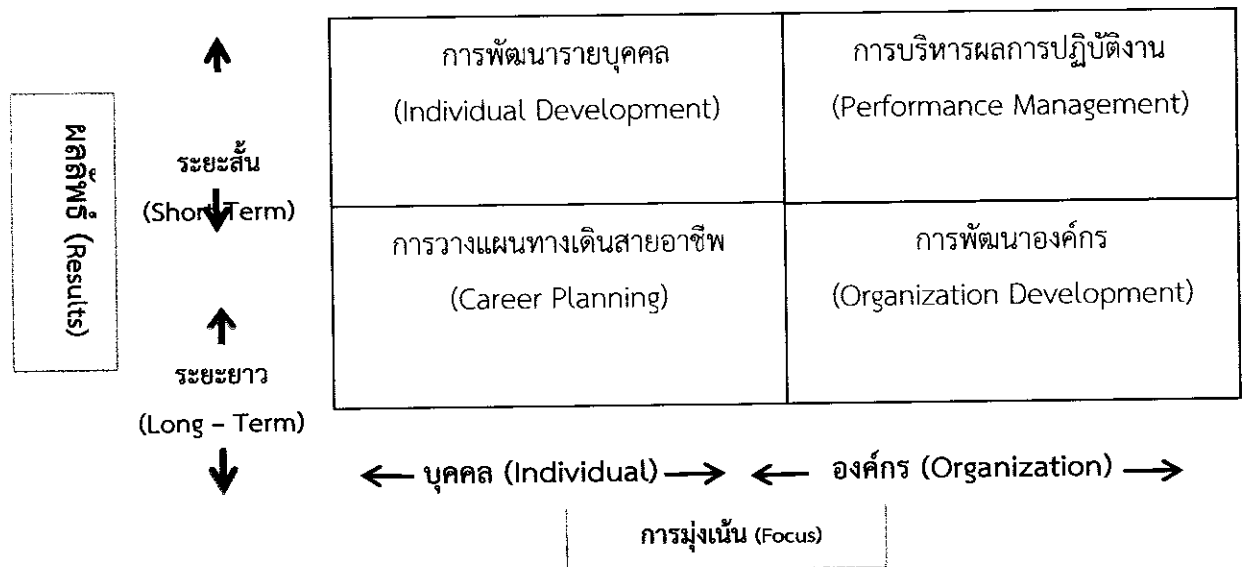 การพัฒนารายบุคคล
(Individual Development)
การบริหารผลการปฏิบัติงาน
(Performance Management)
ผลลัพธ์ (Results)
ระยะสั้น
(Short Term)
การวางแผนทางเดินสายอาชีพ
(Career Planning)
การพัฒนาองค์กร
(Organization Development)
ระยะยาว
(Long – Term)
บุคคล (Individual)
องค์กร (Organization)
การมุ่งเน้น (Focus)